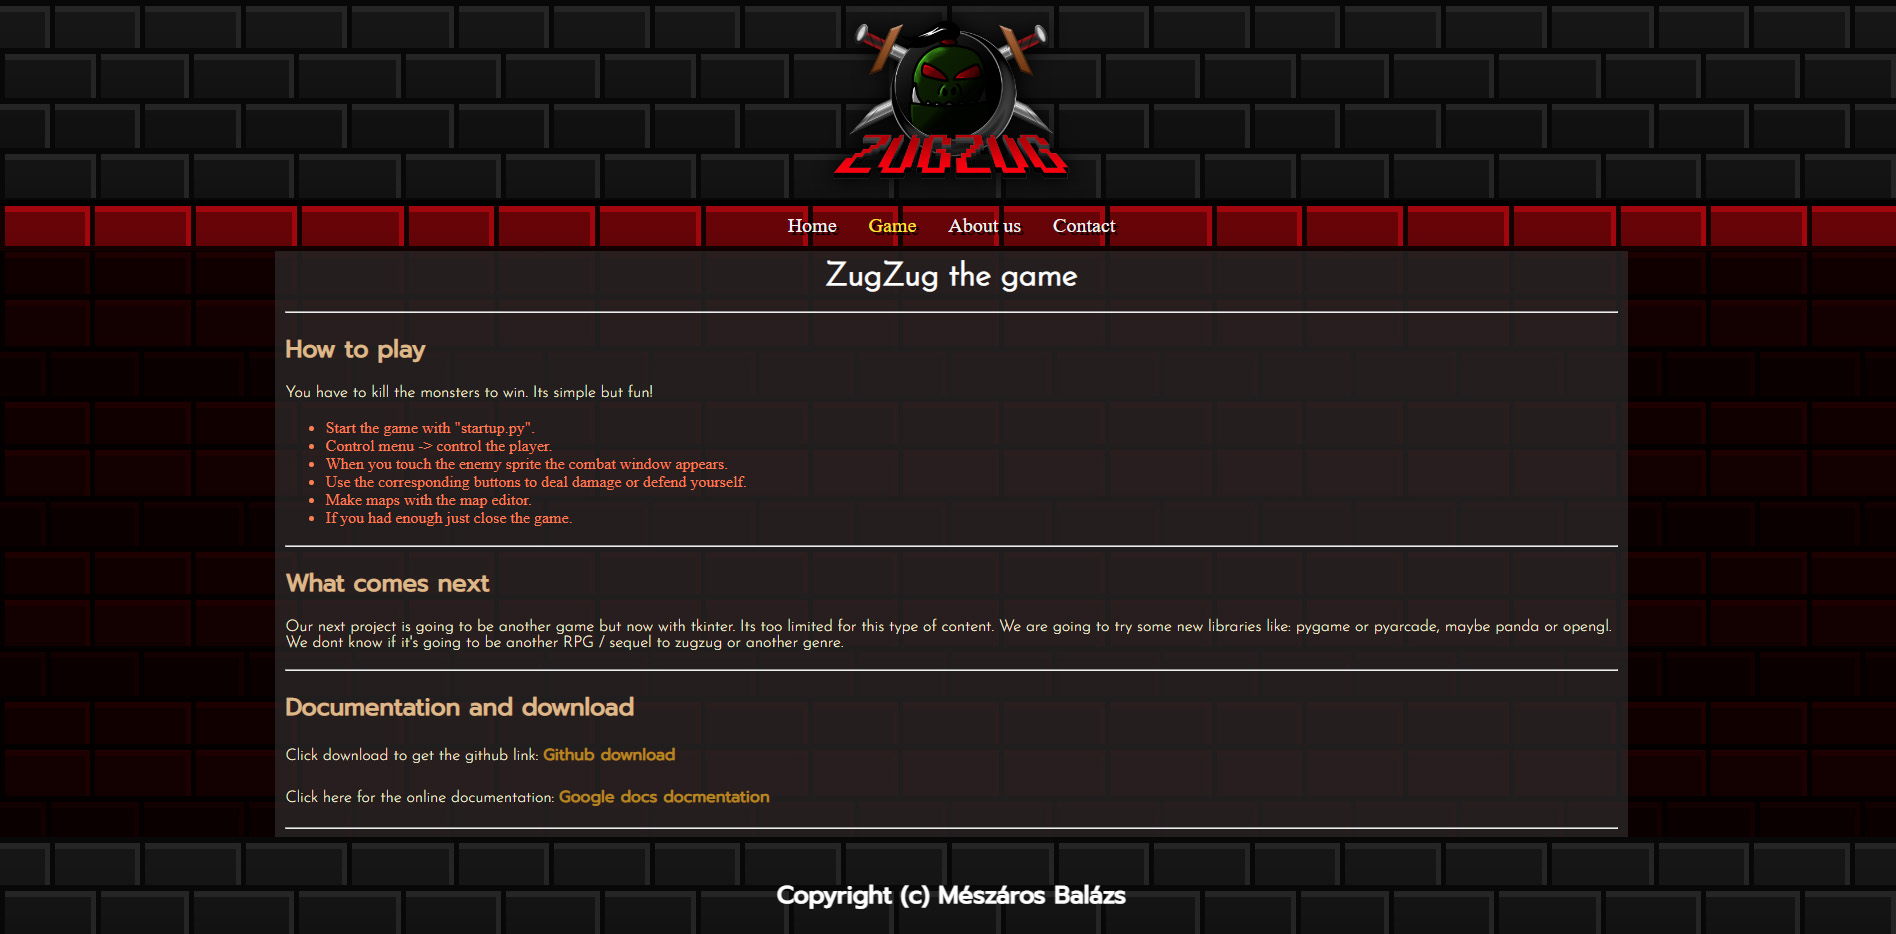 ZUGZUG
Home Game About us Contact
ZugZug the game
How to play
You have to kill the monsters to win. Its simple but fun!
Start the game with "startup.py".
Control menu -> control the player.
When you touch the enemy sprite the combat window appears.
Use the corresponding buttons to deal damage or defend yourself.
Make maps with the map editor.
If you had enough just close the game.
What comes next
Our next project is going to be another game but now with tkinter. Its too limited for this type of content. We are going to try some new libraries like: pygame or pyarcade, maybe panda or opengl.
We dont know if it's going to be another RPG / sequel to zugzug or another genre.
Documentation and download
Click download to get the github link: Github download
Click here for the online documentation: Google docs docmentation
Copyright (c) Mészáros Balázs